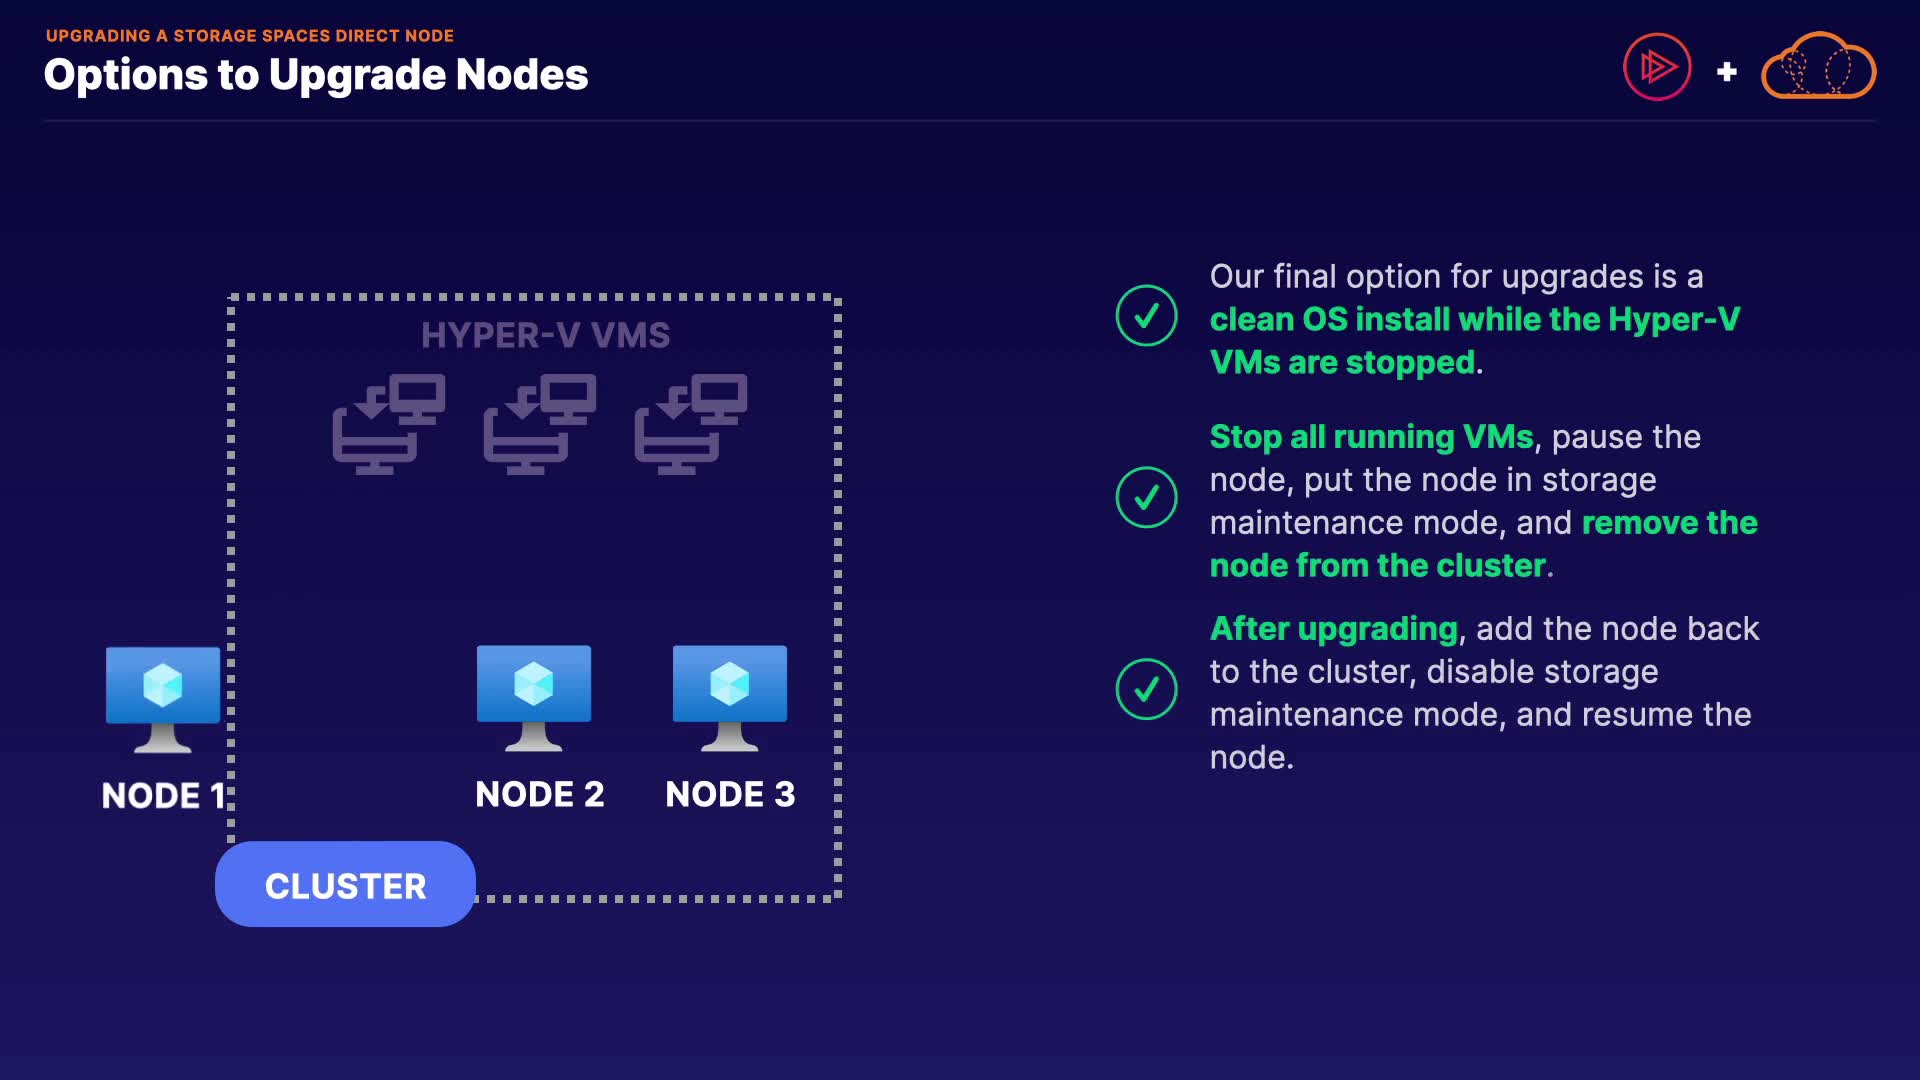 UPGRADING A STORAGE SPACES DIRECT NODE
Options to Upgrade Nodes
HYPER-V VMS
NODE 1
NODE 2
NODE 3
CLUSTER
Our final option for upgrades is a
clean OS install while the Hyper-V
VMs are stopped.
Stop all running VMs, pause the
node, put the node in storage
maintenance mode, and remove the
node from the cluster.
After upgrading, add the node back
to the cluster, disable storage
maintenance mode, and resume the
node.